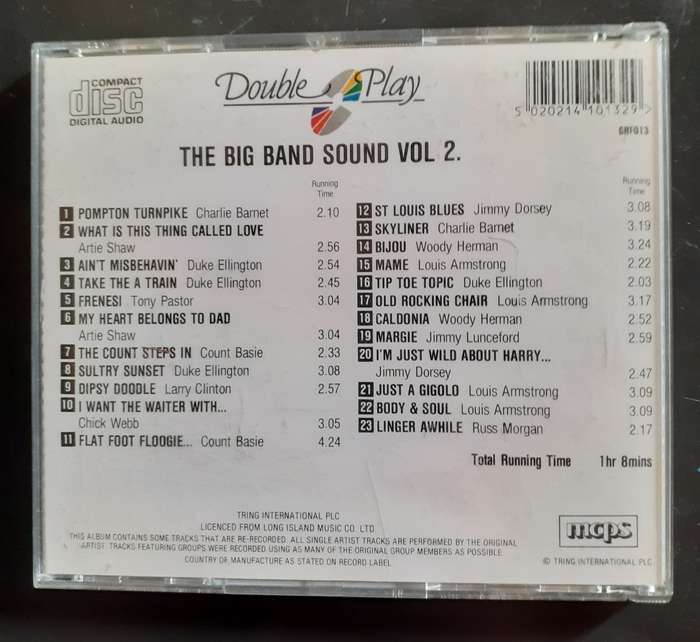 COMPACT
disc
DIGITAL AUDIO
Double Play
5 020214 101329 >
GRF013
THE BIG BAND SOUND VOL 2.
Running
Time
1 POMPTON TURNPIKE Charlie Barnet 2.10
2 WHAT IS THIS THING CALLED LOVE
Artie Shaw 2.56
3 AIN'T MISBEHAVIN' Duke Ellington 2.54
4 TAKE THE A TRAIN Duke Ellington 2.45
5 FRENESI Tony Pastor 3.04
6 MY HEART BELONGS TO DAD
Artie Shaw 3.04
7 THE COUNT STEPS IN Count Basie 2.33
8 SULTRY SUNSET Duke Ellington 3.08
9 DIPSY DOODLE Larry Clinton 2.57
10 I WANT THE WAITER WITH...
Chick Webb 3.05
11 FLAT FOOT FLOOGIE... Count Basie 4.24
Running
Time
12 ST LOUIS BLUES Jimmy Dorsey 3.08
13 SKYLINER Charlie Barnet 3.19
14 BIJOU Woody Herman 3.24
15 MAME Louis Armstrong 2.22
16 TIP TOE TOPIC Duke Ellington 2.03
17 OLD ROCKING CHAIR Louis Armstrong 3.17
18 CALDONIA Woody Herman 2.52
19 MARGIE Jimmy Lunceford 2.59
20 I'M JUST WILD ABOUT HARRY...
Jimmy Dorsey 2.47
21 JUST A GIGOLO Louis Armstrong 3.09
22 BODY & SOUL Louis Armstrong 3.09
23 LINGER AWHILE Russ Morgan 2.17
Total Running Time 1hr 8mins
TRING INTERNATIONAL PLC
LICENCED FROM LONG ISLAND MUSIC CO. LTD
THIS ALBUM CONTAINS SOME TRACKS THAT ARE RE-RECORDED. ALL SINGLE ARTIST TRACKS ARE PERFORMED BY THE ORIGINAL
ARTIST. TRACKS FEATURING GROUPS WERE RECORDED USING AS MANY OF THE ORIGINAL GROUP MEMBERS AS POSSIBLE.
COUNTRY OF MANUFACTURE AS STATED ON RECORD LABEL.
mcps
© TRING INTERNATIONAL PLC